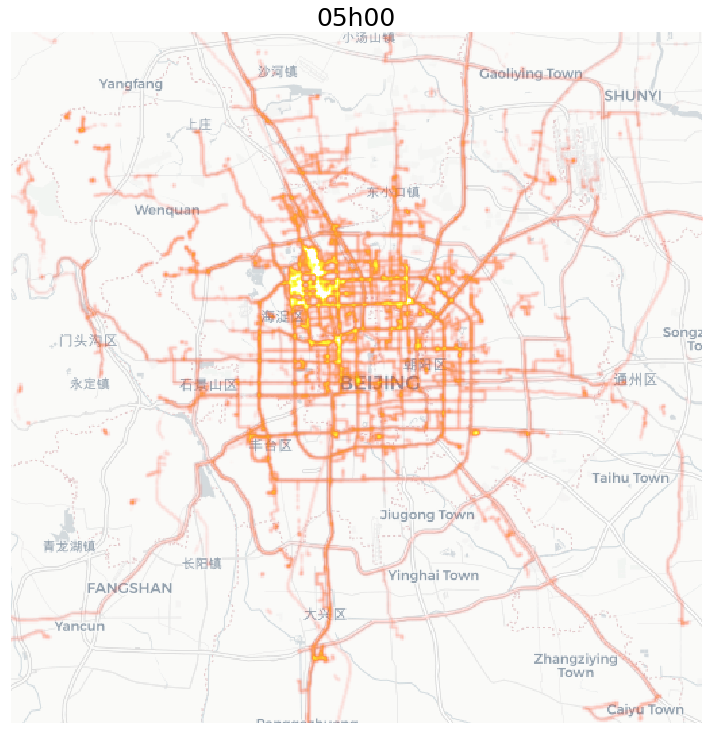 05h00
小汤山镇
沙河镇
Gaoliying Town
Yangfang
SHUNYI
上庄
东小口镇
Wenquan
海淀区
门头沟区
Songz
To
朝阳区
永定镇
石景山区
BEIJING
通州区
丰台区
Taihu Town
Jiugong Town
青龙湖镇
长阳镇
Yinghai Town
FANGSHAN
大兴区
Yancun
Zhangziying
Town
Caiyu Town